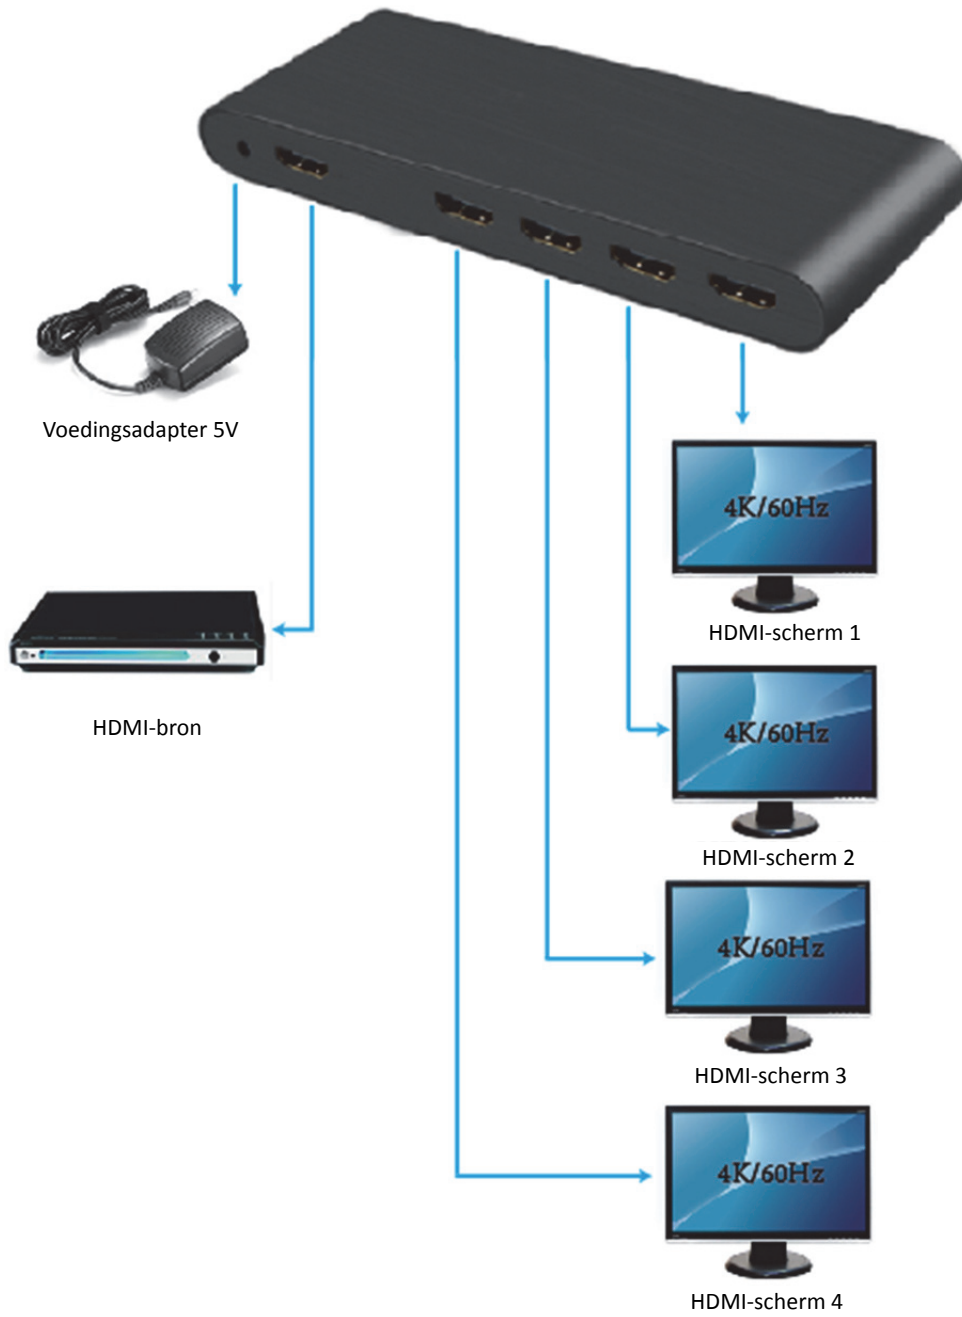 Voedingsadapter 5V
HDMI-bron
4K/60Hz
HDMI-scherm 1
4K/60Hz
HDMI-scherm 2
4K/60Hz
HDMI-scherm 3
4K/60Hz
HDMI-scherm 4